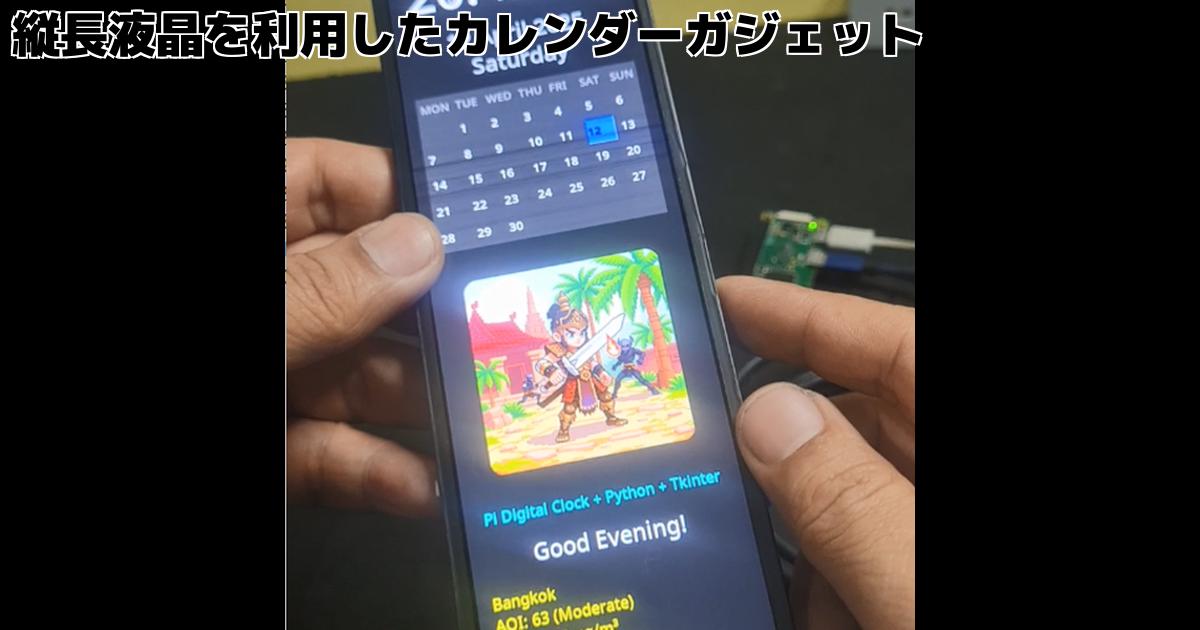 縦長液晶を利用したカレンダーガジェット
Saturday
MON TUE WED THU FRI SAT SUN
1 2 3 4 5 6
7 8 9 10 11 12 13
14 15 16 17 18 19 20
21 22 23 24 25 26 27
28 29 30
Pi Digital Clock + Python + Tkinter
Good Evening!
Bangkok
AQI: 63 (Moderate)